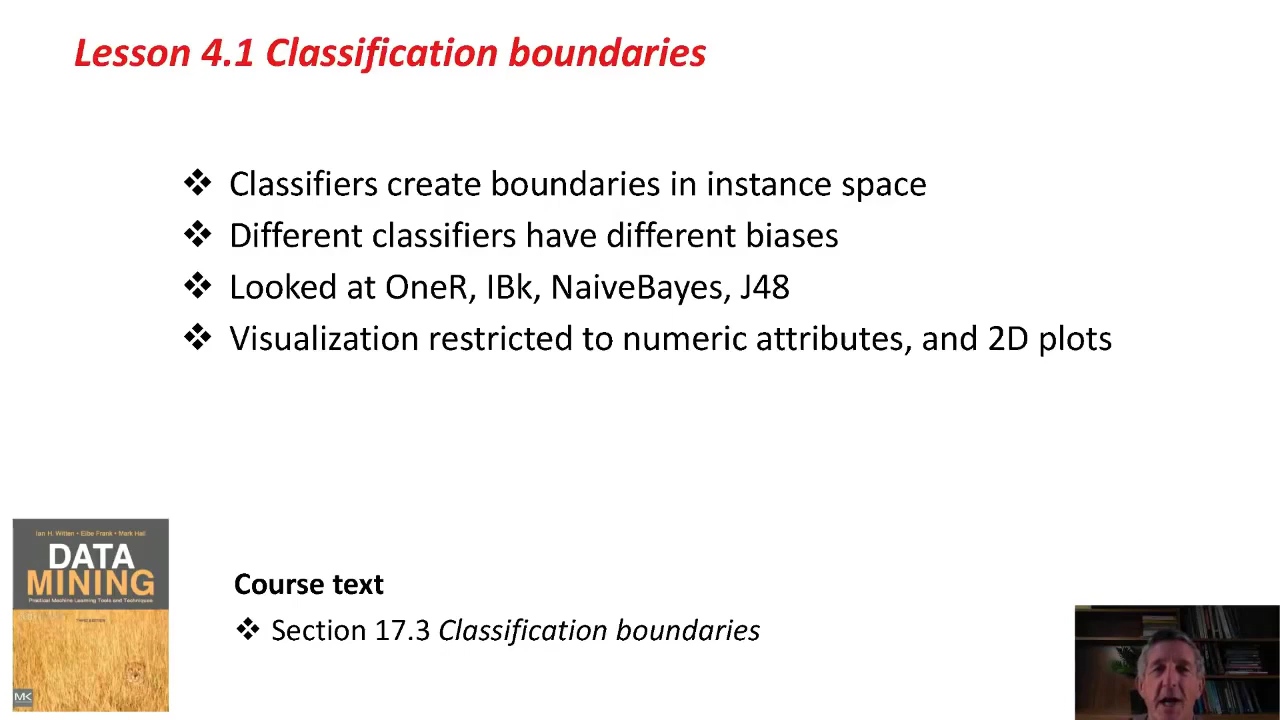 Lesson 4.1 Classification boundaries
❖ Classifiers create boundaries in instance space
❖ Different classifiers have different biases
❖ Looked at OneR, IBk, NaiveBayes, J48
❖ Visualization restricted to numeric attributes, and 2D plots
Ian H. Witten • Eibe Frank • Mark Hall
DATA
MINING
Practical Machine Learning Tools and Techniques
THIRD EDITION
MK
Course text
❖ Section 17.3 Classification boundaries